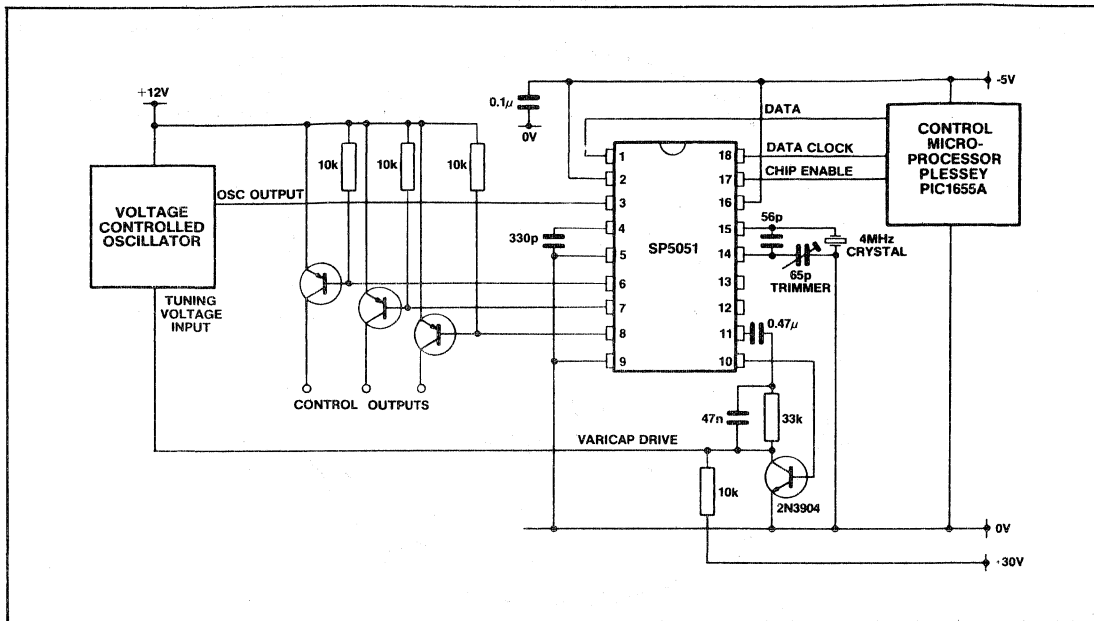 +12V
VOLTAGE
CONTROLLED
OSCILLATOR
OSC OUTPUT
TUNING
VOLTAGE
INPUT
10k
10k
10k
CONTROL OUTPUTS
VARICAP DRIVE
0.1µ
0V
330p
SP5051
1
2
3
4
5
6
7
8
9
18
17
16
15
14
13
12
11
10
-5V
DATA
DATA CLOCK
CHIP ENABLE
CONTROL
MICRO-
PROCESSOR
PLESSEY
PIC1655A
56p
4MHz
CRYSTAL
65p
TRIMMER
0.47µ
47n
33k
10k
2N3904
0V
+30V